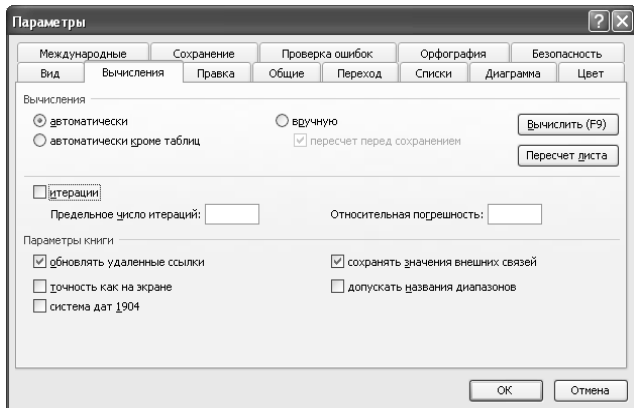 Параметры
Международные Сохранение Проверка ошибок Орфография Безопасность
Вид Вычисления Правка Общие Переход Списки Диаграмма Цвет
Вычисления
автоматически вручную Вычислить (F9)
автоматически кроме таблиц пересчет перед сохранением
Пересчет листа
итерации
Предельное число итераций: Относительная погрешность:
Параметры книги
обновлять удаленные ссылки сохранять значения внешних связей
точность как на экране допускать названия диапазонов
система дат 1904
ОК Отмена